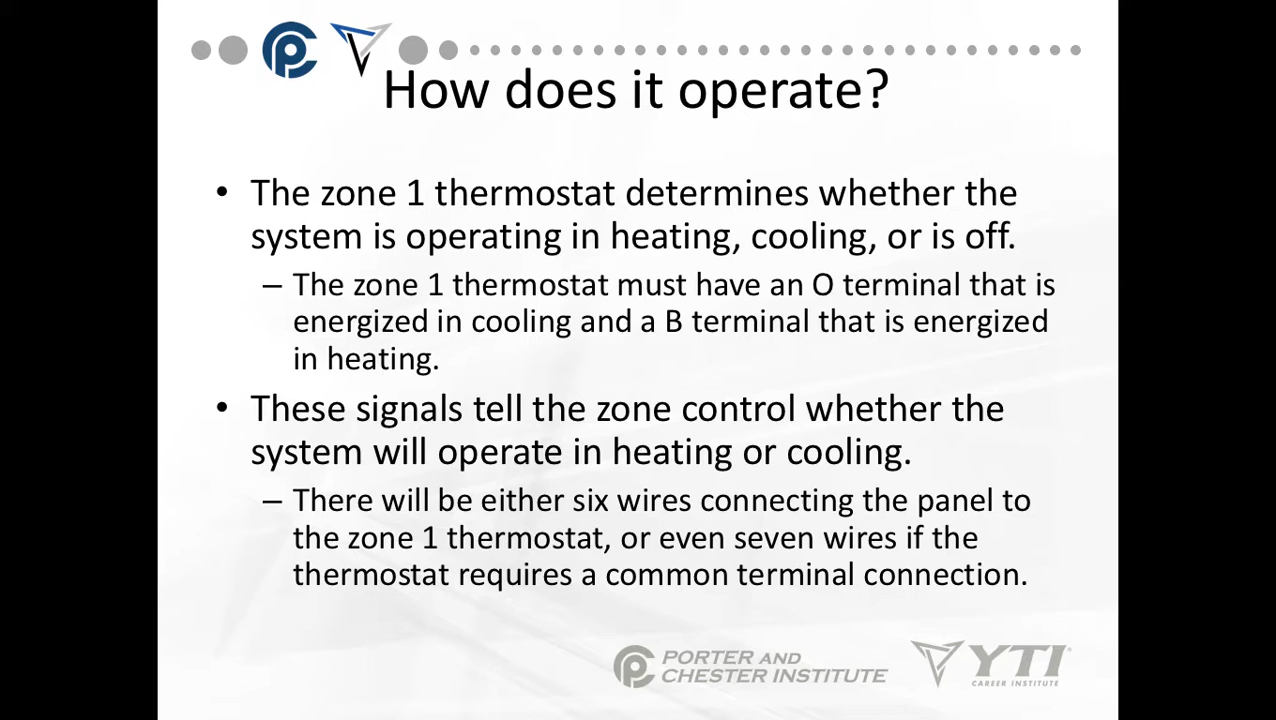 How does it operate?
• The zone 1 thermostat determines whether the
system is operating in heating, cooling, or is off.
– The zone 1 thermostat must have an O terminal that is
energized in cooling and a B terminal that is energized
in heating.
• These signals tell the zone control whether the
system will operate in heating or cooling.
– There will be either six wires connecting the panel to
the zone 1 thermostat, or even seven wires if the
thermostat requires a common terminal connection.
PORTER AND
CHESTER INSTITUTE
YTI
CAREER INSTITUTE